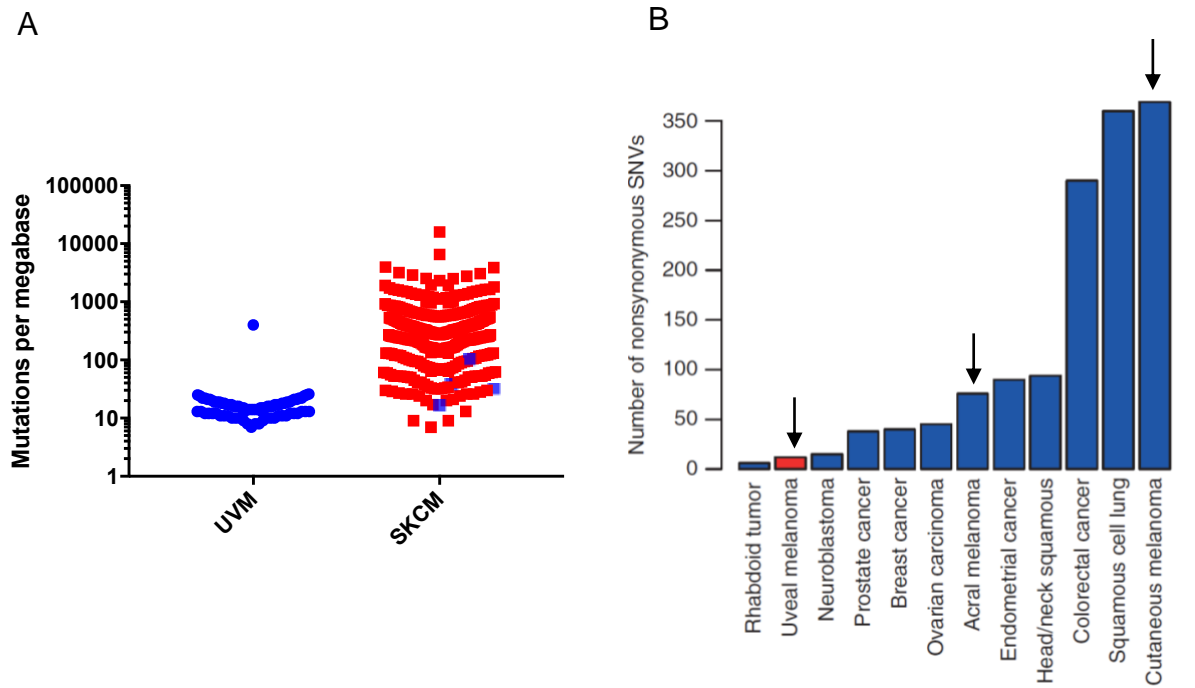 A
Mutations per megabase
100000
10000
1000
100
10
1
UVM
SKCM
B
Number of nonsynonymous SNVs
350
300
250
200
150
100
50
0
Rhabdoid tumor
Uveal melanoma
Neuroblastoma
Prostate cancer
Breast cancer
Ovarian carcinoma
Acral melanoma
Endometrial cancer
Head/neck squamous
Colorectal cancer
Squamous cell lung
Cutaneous melanoma